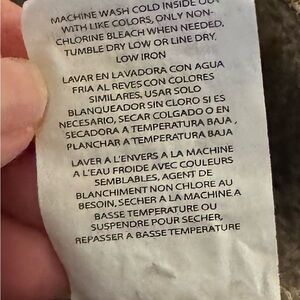 MACHINE WASH COLD INSIDE OUT
WITH LIKE COLORS, ONLY NON-
CHLORINE BLEACH WHEN NEEDED,
TUMBLE DRY LOW OR LINE DRY,
LOW IRON
LAVAR EN LAVADORA CON AGUA
FRIA AL REVES CON COLORES
SIMILARES, USAR SOLO
BLANQUEADOR SIN CLORO SI ES
NECESARIO, SECAR COLGADO O EN
SECADORA A TEMPERATURA BAJA,
PLANCHAR A TEMPERATURA BAJA
LAVER A L'ENVERS A LA MACHINE
A L'EAU FROIDE AVEC COULEURS
SEMBLABLES, AGENT DE
BLANCHIMENT NON CHLORE AU
BESOIN, SECHER A LA MACHINE A
BASSE TEMPERATURE OU
SUSPENDRE POUR SECHER,
REPASSER A BASSE TEMPERATURE